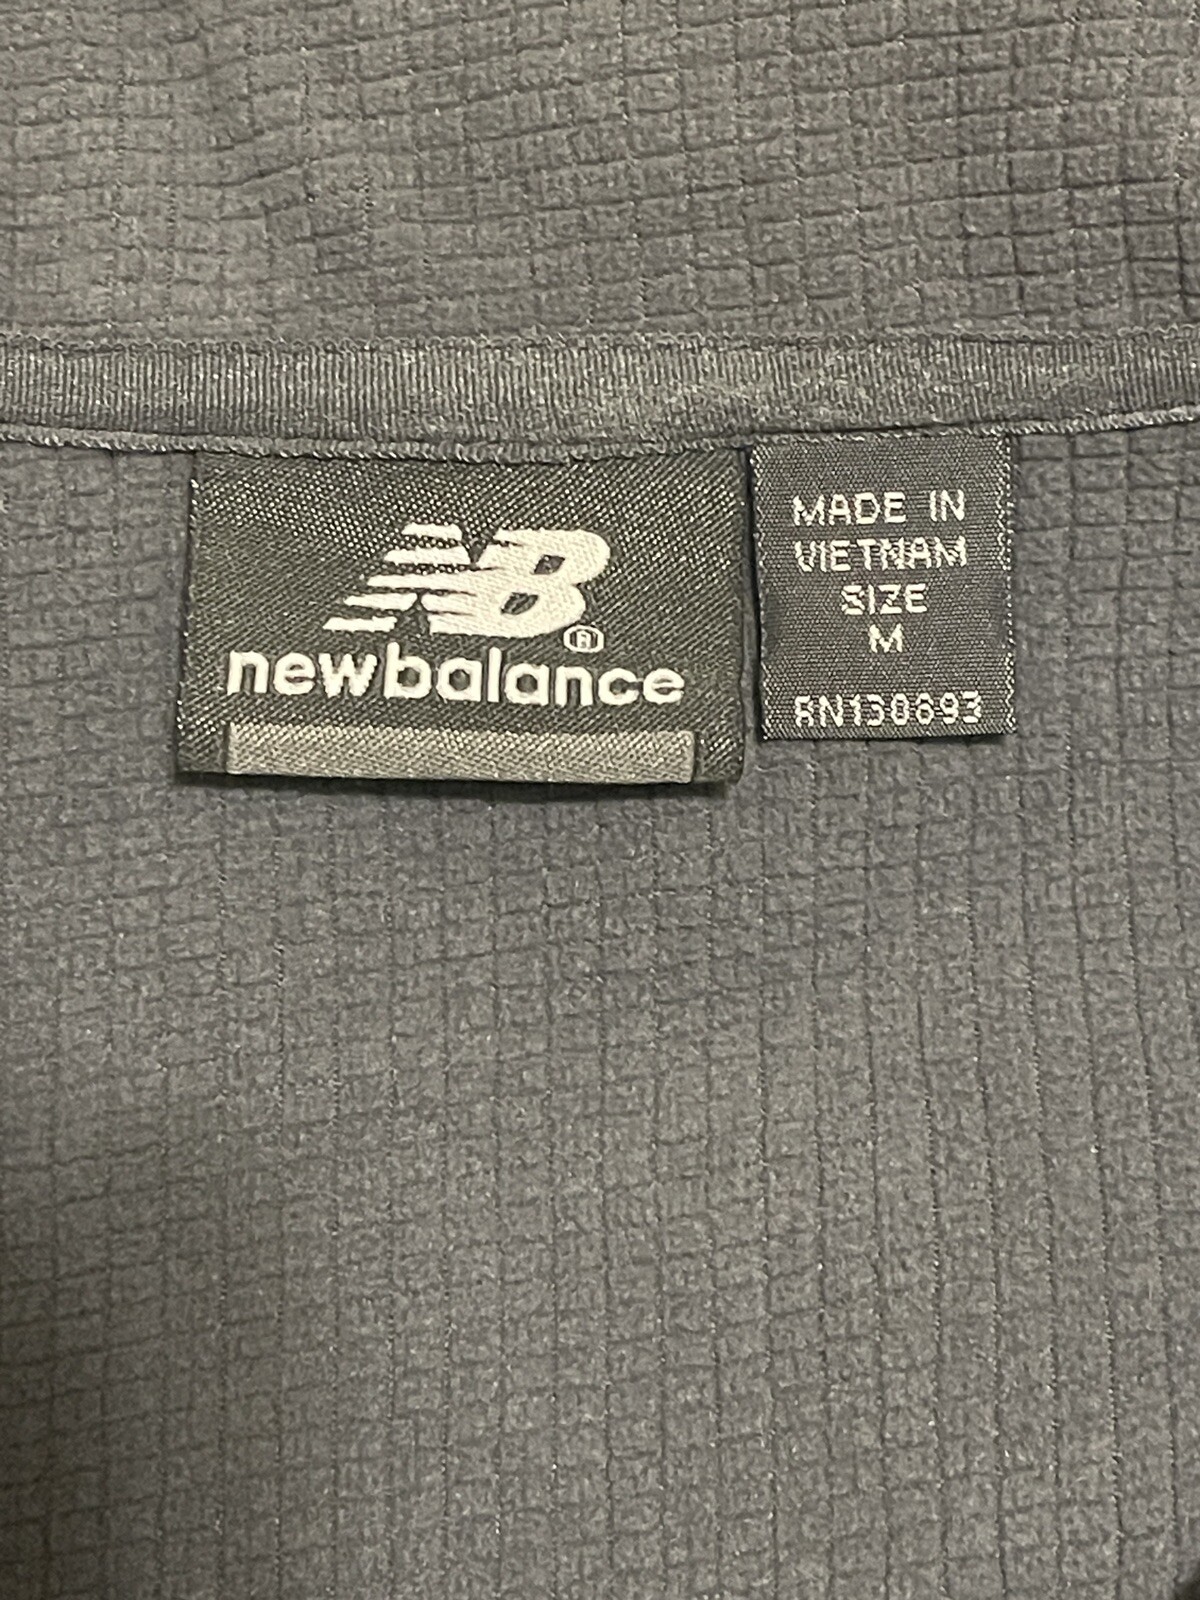 NB
®
newbalance
MADE IN
VIETNAM
SIZE
M
RN130693